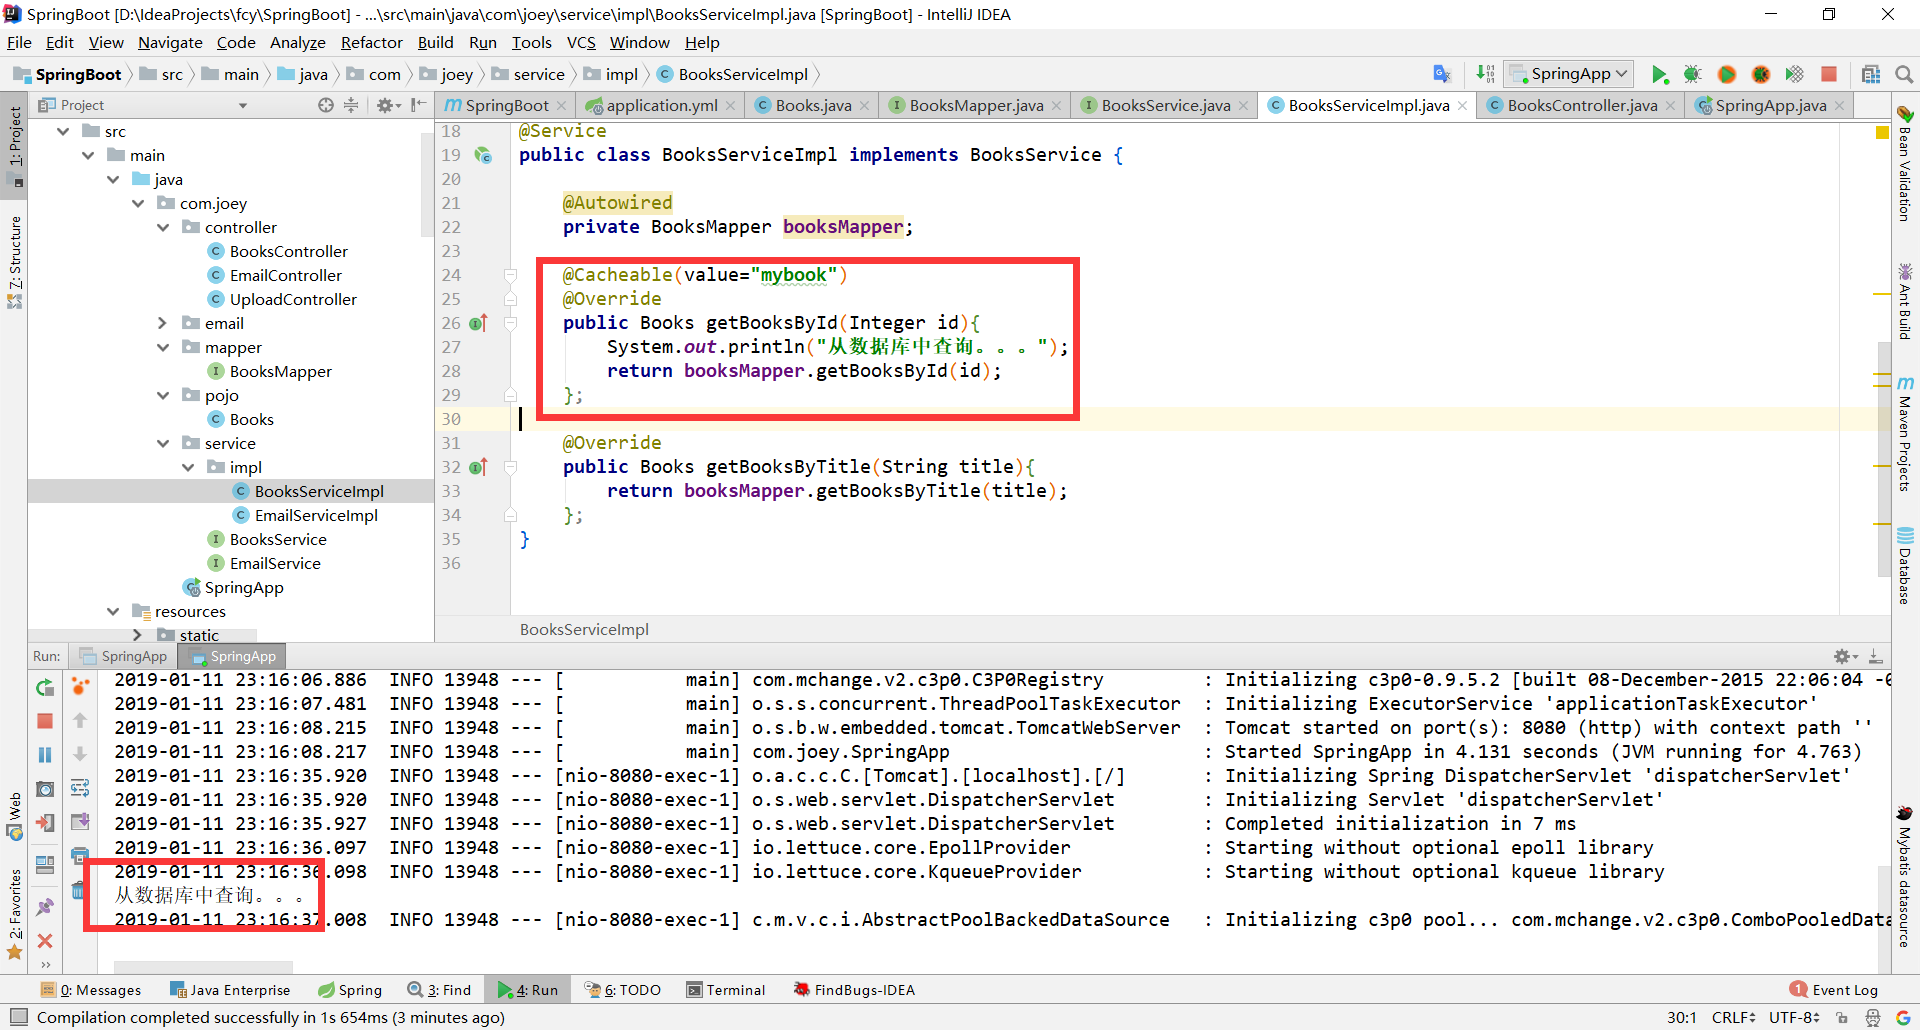 SpringBoot [D:\IdeaProjects\fcy\SpringBoot] - ...\src\main\java\com\joey\service\impl\BooksServiceImpl.java [SpringBoot] - IntelliJ IDEA
File Edit View Navigate Code Analyze Refactor Build Run Tools VCS Window Help
SpringBoot src main java com joey service impl BooksServiceImpl SpringApp
Project SpringBoot application.yml Books.java BooksMapper.java BooksService.java BooksServiceImpl.java BooksController.java SpringApp.java
1: Project
7: Structure
Web
2: Favorites
src
main
java
com.joey
controller
BooksController
EmailController
UploadController
email
mapper
BooksMapper
pojo
Books
service
impl
BooksServiceImpl
EmailServiceImpl
BooksService
EmailService
SpringApp
resources
static
18 @Service
19 public class BooksServiceImpl implements BooksService {
20
21 @Autowired
22 private BooksMapper booksMapper;
23
24 @Cacheable(value="mybook")
25 @Override
26 public Books getBooksById(Integer id){
27 System.out.println("从数据库中查询。。。");
28 return booksMapper.getBooksById(id);
29 };
30
31 @Override
32 public Books getBooksByTitle(String title){
33 return booksMapper.getBooksByTitle(title);
34 };
35 }
36
BooksServiceImpl
Bean Validation
Ant Build
Maven Projects
Database
Mybatis datasource
Run: SpringApp SpringApp
2019-01-11 23:16:06.886 INFO 13948 --- [ main] com.mchange.v2.c3p0.C3P0Registry : Initializing c3p0-0.9.5.2 [built 08-December-2015 22:06:04 -0
2019-01-11 23:16:07.481 INFO 13948 --- [ main] o.s.s.concurrent.ThreadPoolTaskExecutor : Initializing ExecutorService 'applicationTaskExecutor'
2019-01-11 23:16:08.215 INFO 13948 --- [ main] o.s.b.w.embedded.tomcat.TomcatWebServer : Tomcat started on port(s): 8080 (http) with context path ''
2019-01-11 23:16:08.217 INFO 13948 --- [ main] com.joey.SpringApp : Started SpringApp in 4.131 seconds (JVM running for 4.763)
2019-01-11 23:16:35.920 INFO 13948 --- [nio-8080-exec-1] o.a.c.c.C.[Tomcat].[localhost].[/] : Initializing Spring DispatcherServlet 'dispatcherServlet'
2019-01-11 23:16:35.920 INFO 13948 --- [nio-8080-exec-1] o.s.web.servlet.DispatcherServlet : Initializing Servlet 'dispatcherServlet'
2019-01-11 23:16:35.927 INFO 13948 --- [nio-8080-exec-1] o.s.web.servlet.DispatcherServlet : Completed initialization in 7 ms
2019-01-11 23:16:36.097 INFO 13948 --- [nio-8080-exec-1] io.lettuce.core.EpollProvider : Starting without optional epoll library
2019-01-11 23:16:36.098 INFO 13948 --- [nio-8080-exec-1] io.lettuce.core.KqueueProvider : Starting without optional kqueue library
从数据库中查询。。。
2019-01-11 23:16:37.008 INFO 13948 --- [nio-8080-exec-1] c.m.v.c.i.AbstractPoolBackedDataSource : Initializing c3p0 pool... com.mchange.v2.c3p0.ComboPooledData
0: Messages Java Enterprise Spring 3: Find 4: Run 6: TODO Terminal FindBugs-IDEA 1 Event Log
Compilation completed successfully in 1s 654ms (3 minutes ago) 30:1 CRLF UTF-8